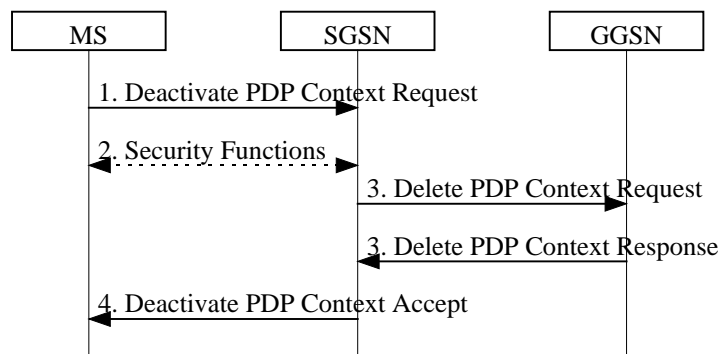 MS
SGSN
GGSN
1. Deactivate PDP Context Request
2. Security Functions
3. Delete PDP Context Request
3. Delete PDP Context Response
4. Deactivate PDP Context Accept